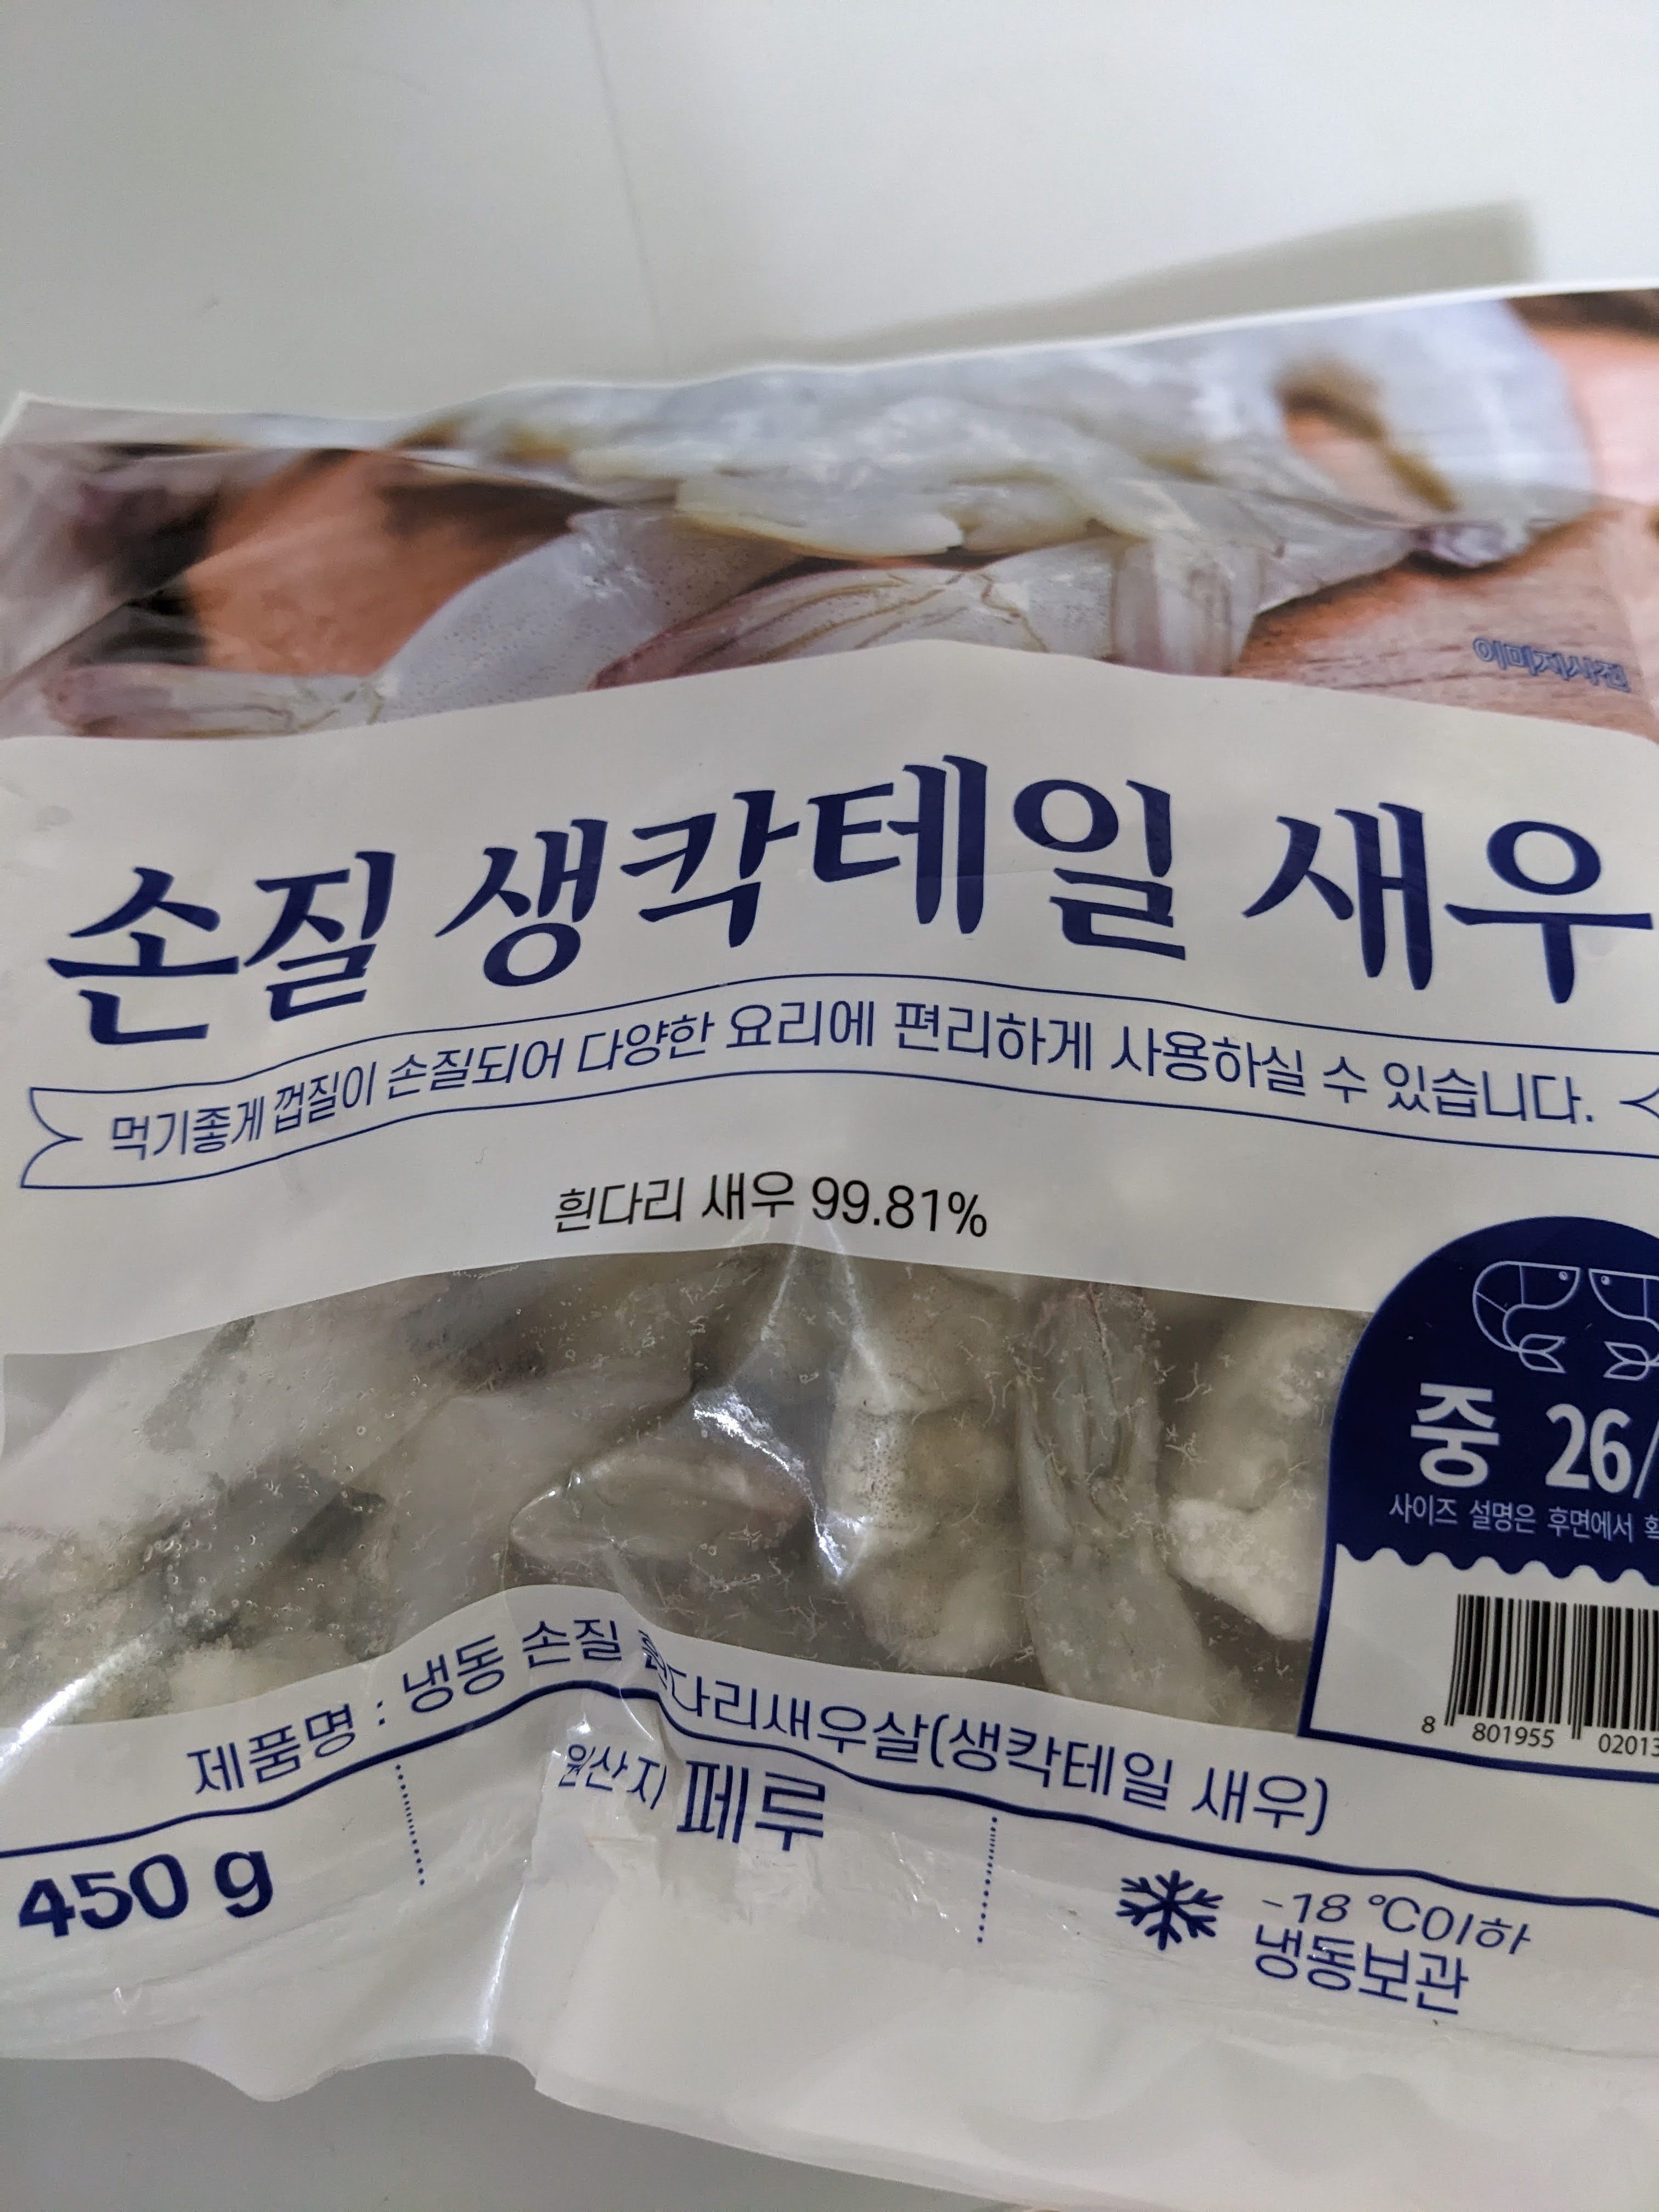 이미지사진
손질 생칵테일 새우
먹기좋게 껍질이 손질되어 다양한 요리에 편리하게 사용하실 수 있습니다.
흰다리 새우 99.81%
중 26/
사이즈 설명은 후면에서
8 801955 02013
제품명 : 냉동 손질 흰다리새우살(생칵테일 새우)
450 g
원산지 페루
-18 °C이하
냉동보관